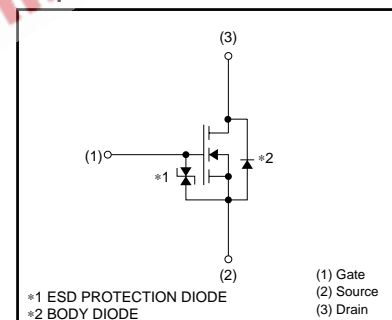 (3)
(1)
∗1
∗2
(2)
∗1 ESD PROTECTION DIODE
∗2 BODY DIODE
(1) Gate
(2) Source
(3) Drain